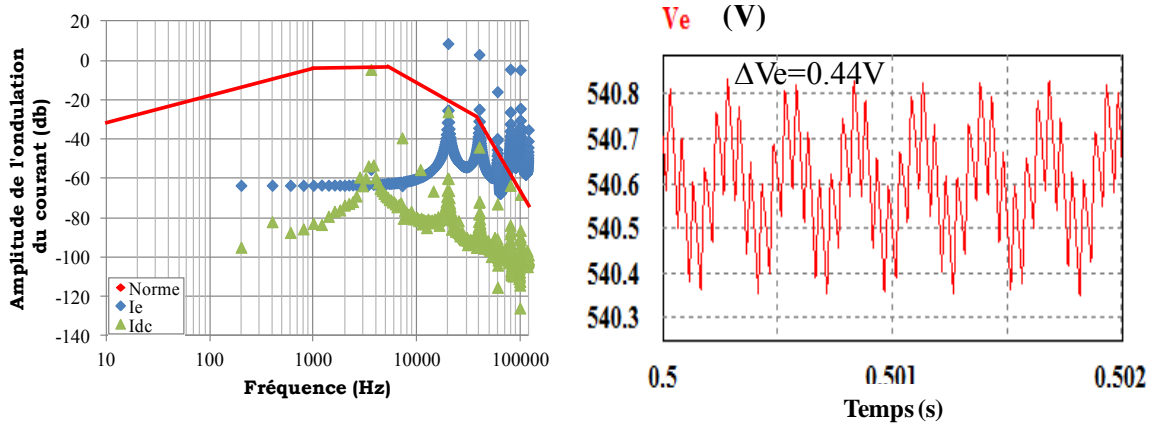 Amplitude de l'ondulation
du courant (db)
20
0
-20
-40
-60
-80
-100
-120
-140
Norme
Ie
Idc
10
100
1000
10000
100000
Fréquence (Hz)
Ve (V)
ΔVe=0.44V
540.8
540.7
540.6
540.5
540.4
540.3
0.5
0.501
0.502
Temps (s)